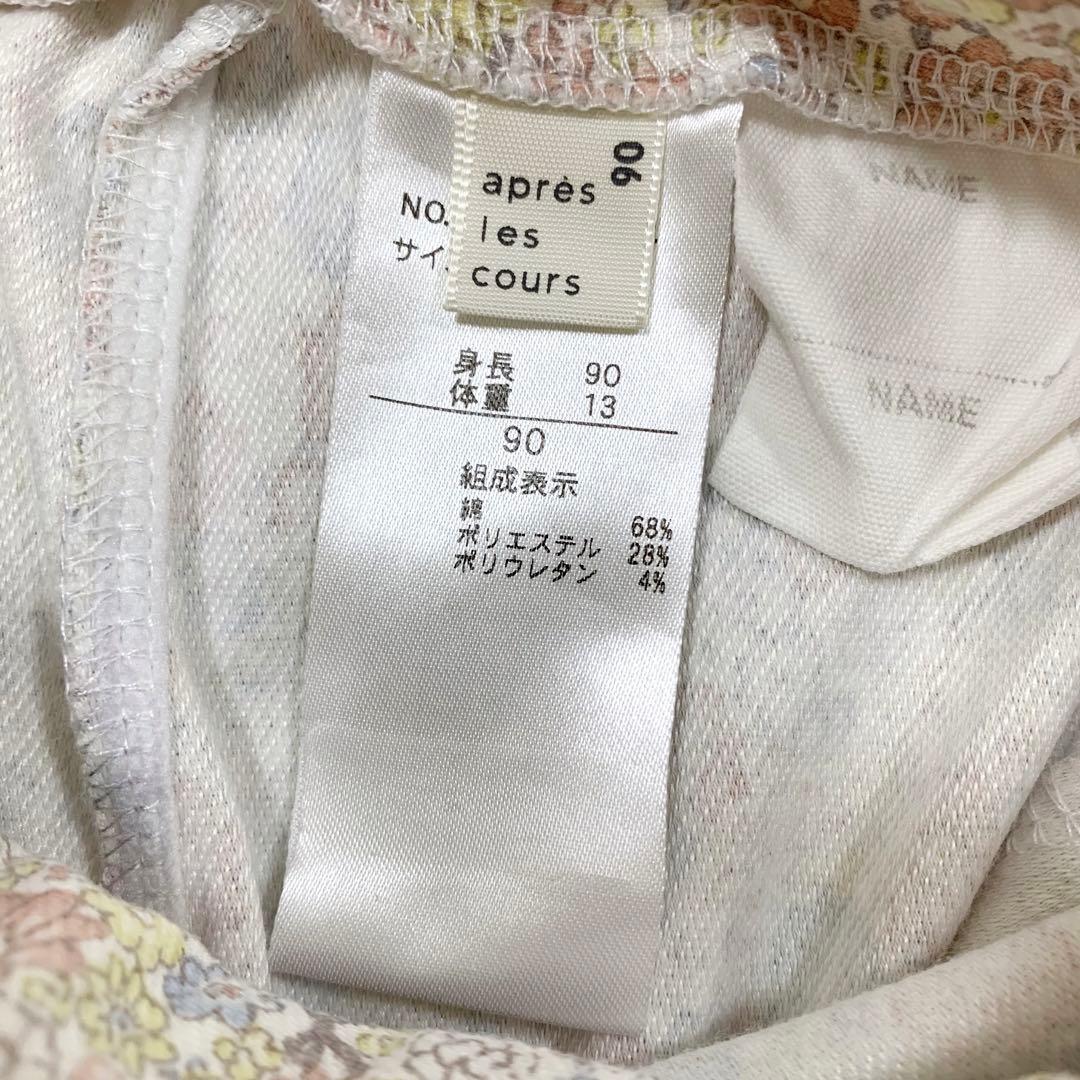 90
après
les
cours
NO.
サイ
身長 90
体重 13
90
組成表示
綿 68%
ポリエステル 28%
ポリウレタン 4%
NAME
NAME